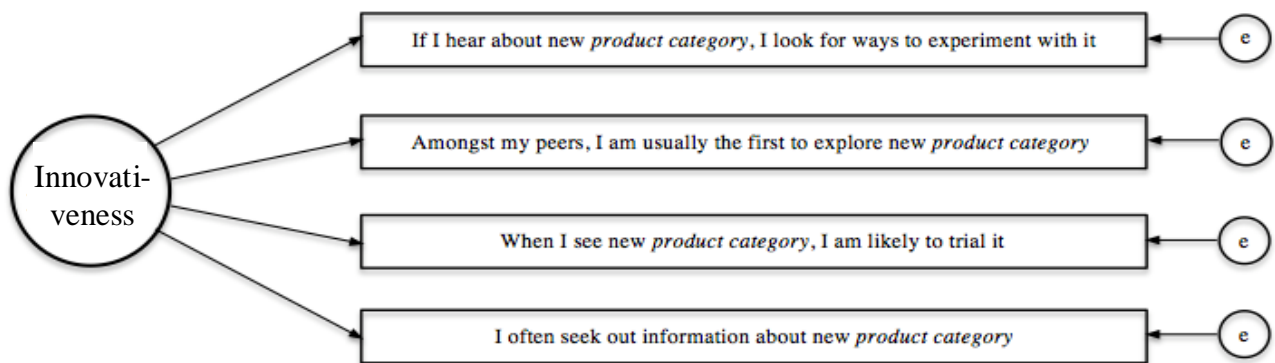 If I hear about new product category, I look for ways to experiment with it
e
Amongst my peers, I am usually the first to explore new product category
e
Innovati-
veness
When I see new product category, I am likely to trial it
e
I often seek out information about new product category
e